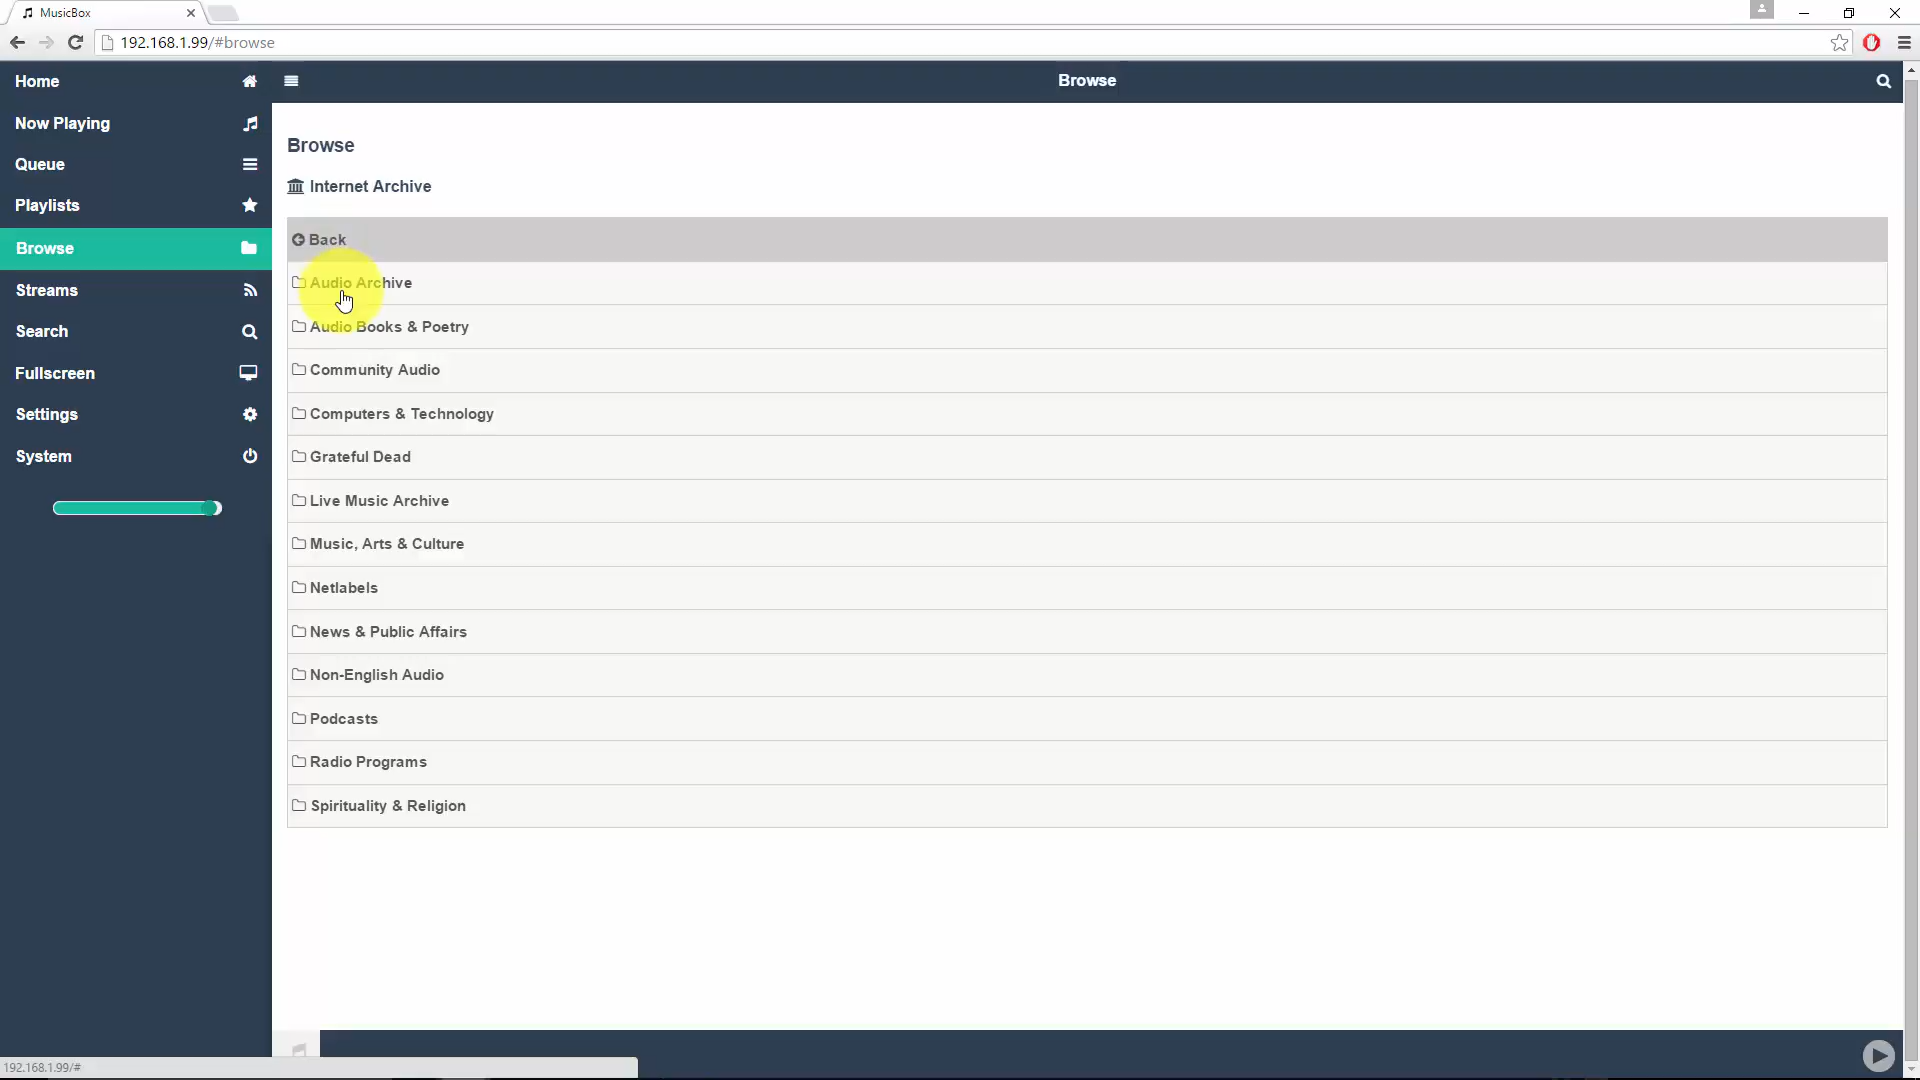 MusicBox
192.168.1.99/#browse
Home
Now Playing
Queue
Playlists
Browse
Streams
Search
Fullscreen
Settings
System
Browse
Browse
Internet Archive
Back
Audio Archive
Audio Books & Poetry
Community Audio
Computers & Technology
Grateful Dead
Live Music Archive
Music, Arts & Culture
Netlabels
News & Public Affairs
Non-English Audio
Podcasts
Radio Programs
Spirituality & Religion
192.168.1.99/#